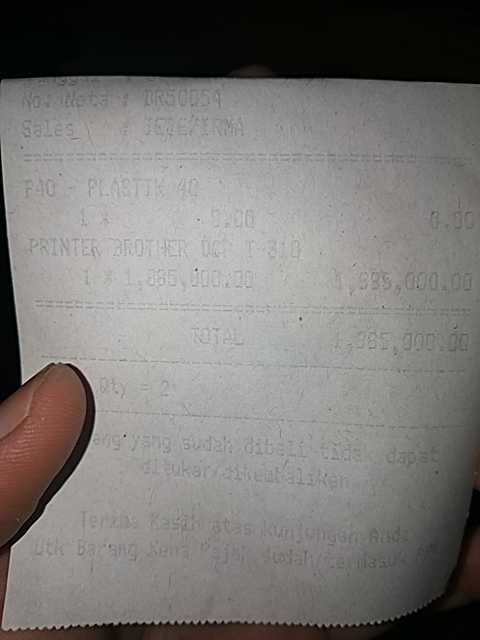 No. Nota : DR50054
Sales :
P40 - PLASTIK 40
1 * 0.00 0.00
PRINTER BROTHER DCP T-310
1 * 1,885,000.00 1,885,000.00
TOTAL 1,885,000.00
Qty = 2
yang sudah dibeli tidak dapat
ditukar/dikembalikan
Terima Kasih atas kunjungan Anda
Utk Barang Kena Pajak sudah/termasuk